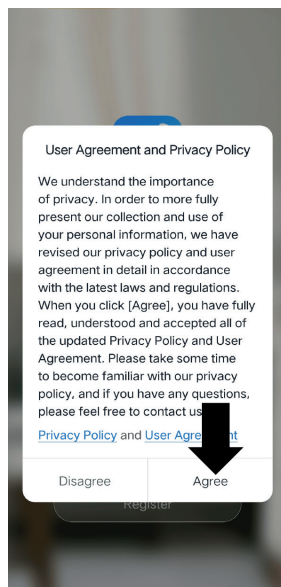 User Agreement and Privacy Policy
We understand the importance
of privacy. In order to more fully
present our collection and use of
your personal information, we have
revised our privacy policy and user
agreement in detail in accordance
with the latest laws and regulations.
When you click [Agree], you have fully
read, understood and accepted all of
the updated Privacy Policy and User
Agreement. Please take some time
to become familiar with our privacy
policy, and if you have any questions,
please feel free to contact us
Privacy Policy and User
Disagree
Agree
Register